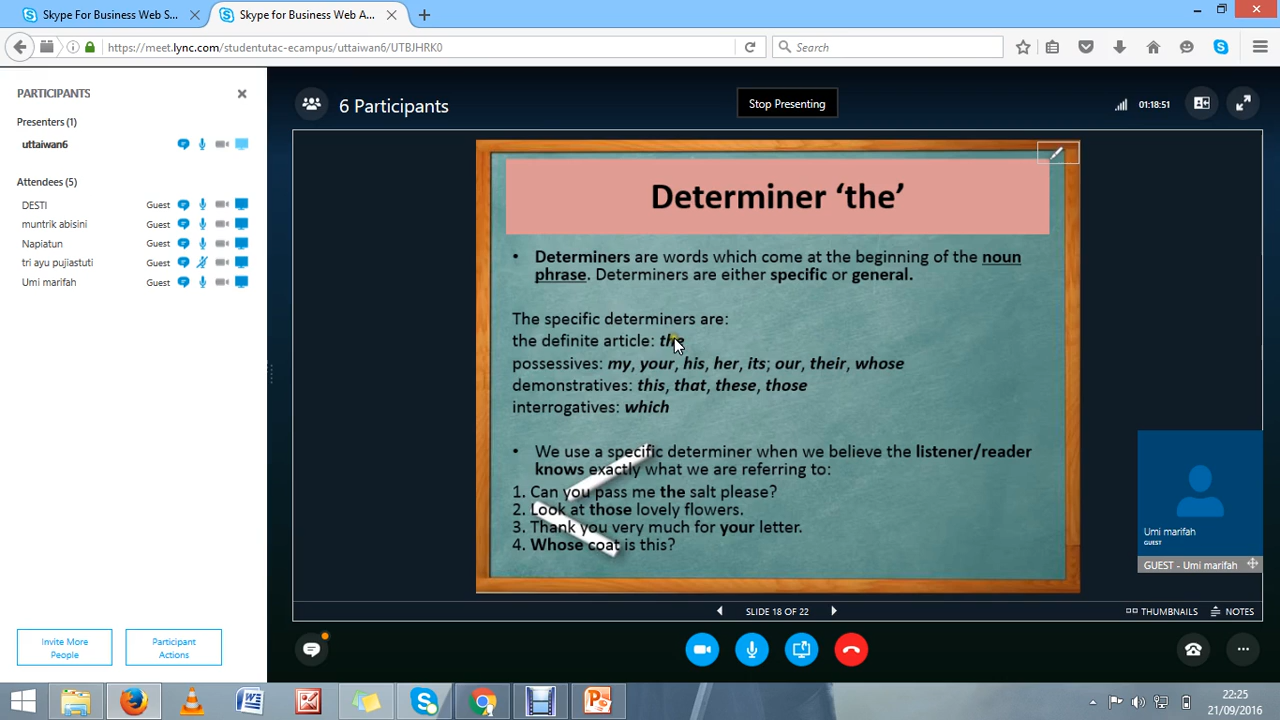 Skype For Business Web S...
Skype for Business Web A...
https://meet.lync.com/studentutac-ecampus/uttaiwan6/UTBJHRK0
Search
PARTICIPANTS
Presenters (1)
uttaiwan6
Attendees (5)
DESTI Guest
muntrik abisini Guest
Napiatun Guest
tri ayu pujiastuti Guest
Umi marifah Guest
Invite More
People
Participant
Actions
6 Participants
Stop Presenting
01:18:51
Determiner ‘the’
• Determiners are words which come at the beginning of the noun
phrase. Determiners are either specific or general.
The specific determiners are:
the definite article: the
possessives: my, your, his, her, its; our, their, whose
demonstratives: this, that, these, those
interrogatives: which
• We use a specific determiner when we believe the listener/reader
knows exactly what we are referring to:
1. Can you pass me the salt please?
2. Look at those lovely flowers.
3. Thank you very much for your letter.
4. Whose coat is this?
Umi marifah
GUEST
GUEST - Umi marifah
SLIDE 18 OF 22
THUMBNAILS
NOTES
22:25
21/09/2016